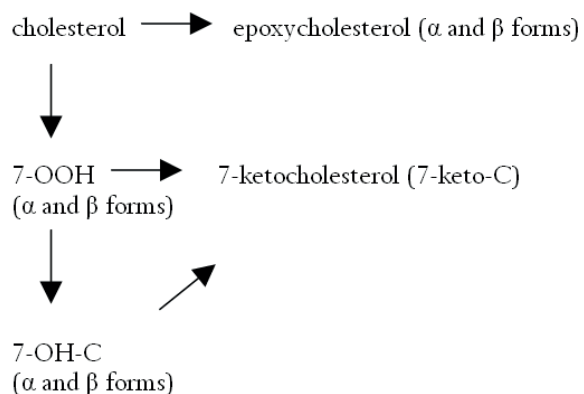 cholesterol epoxycholesterol (α and β forms)
7-OOH 7-ketocholesterol (7-keto-C)
(α and β forms)
7-OH-C
(α and β forms)